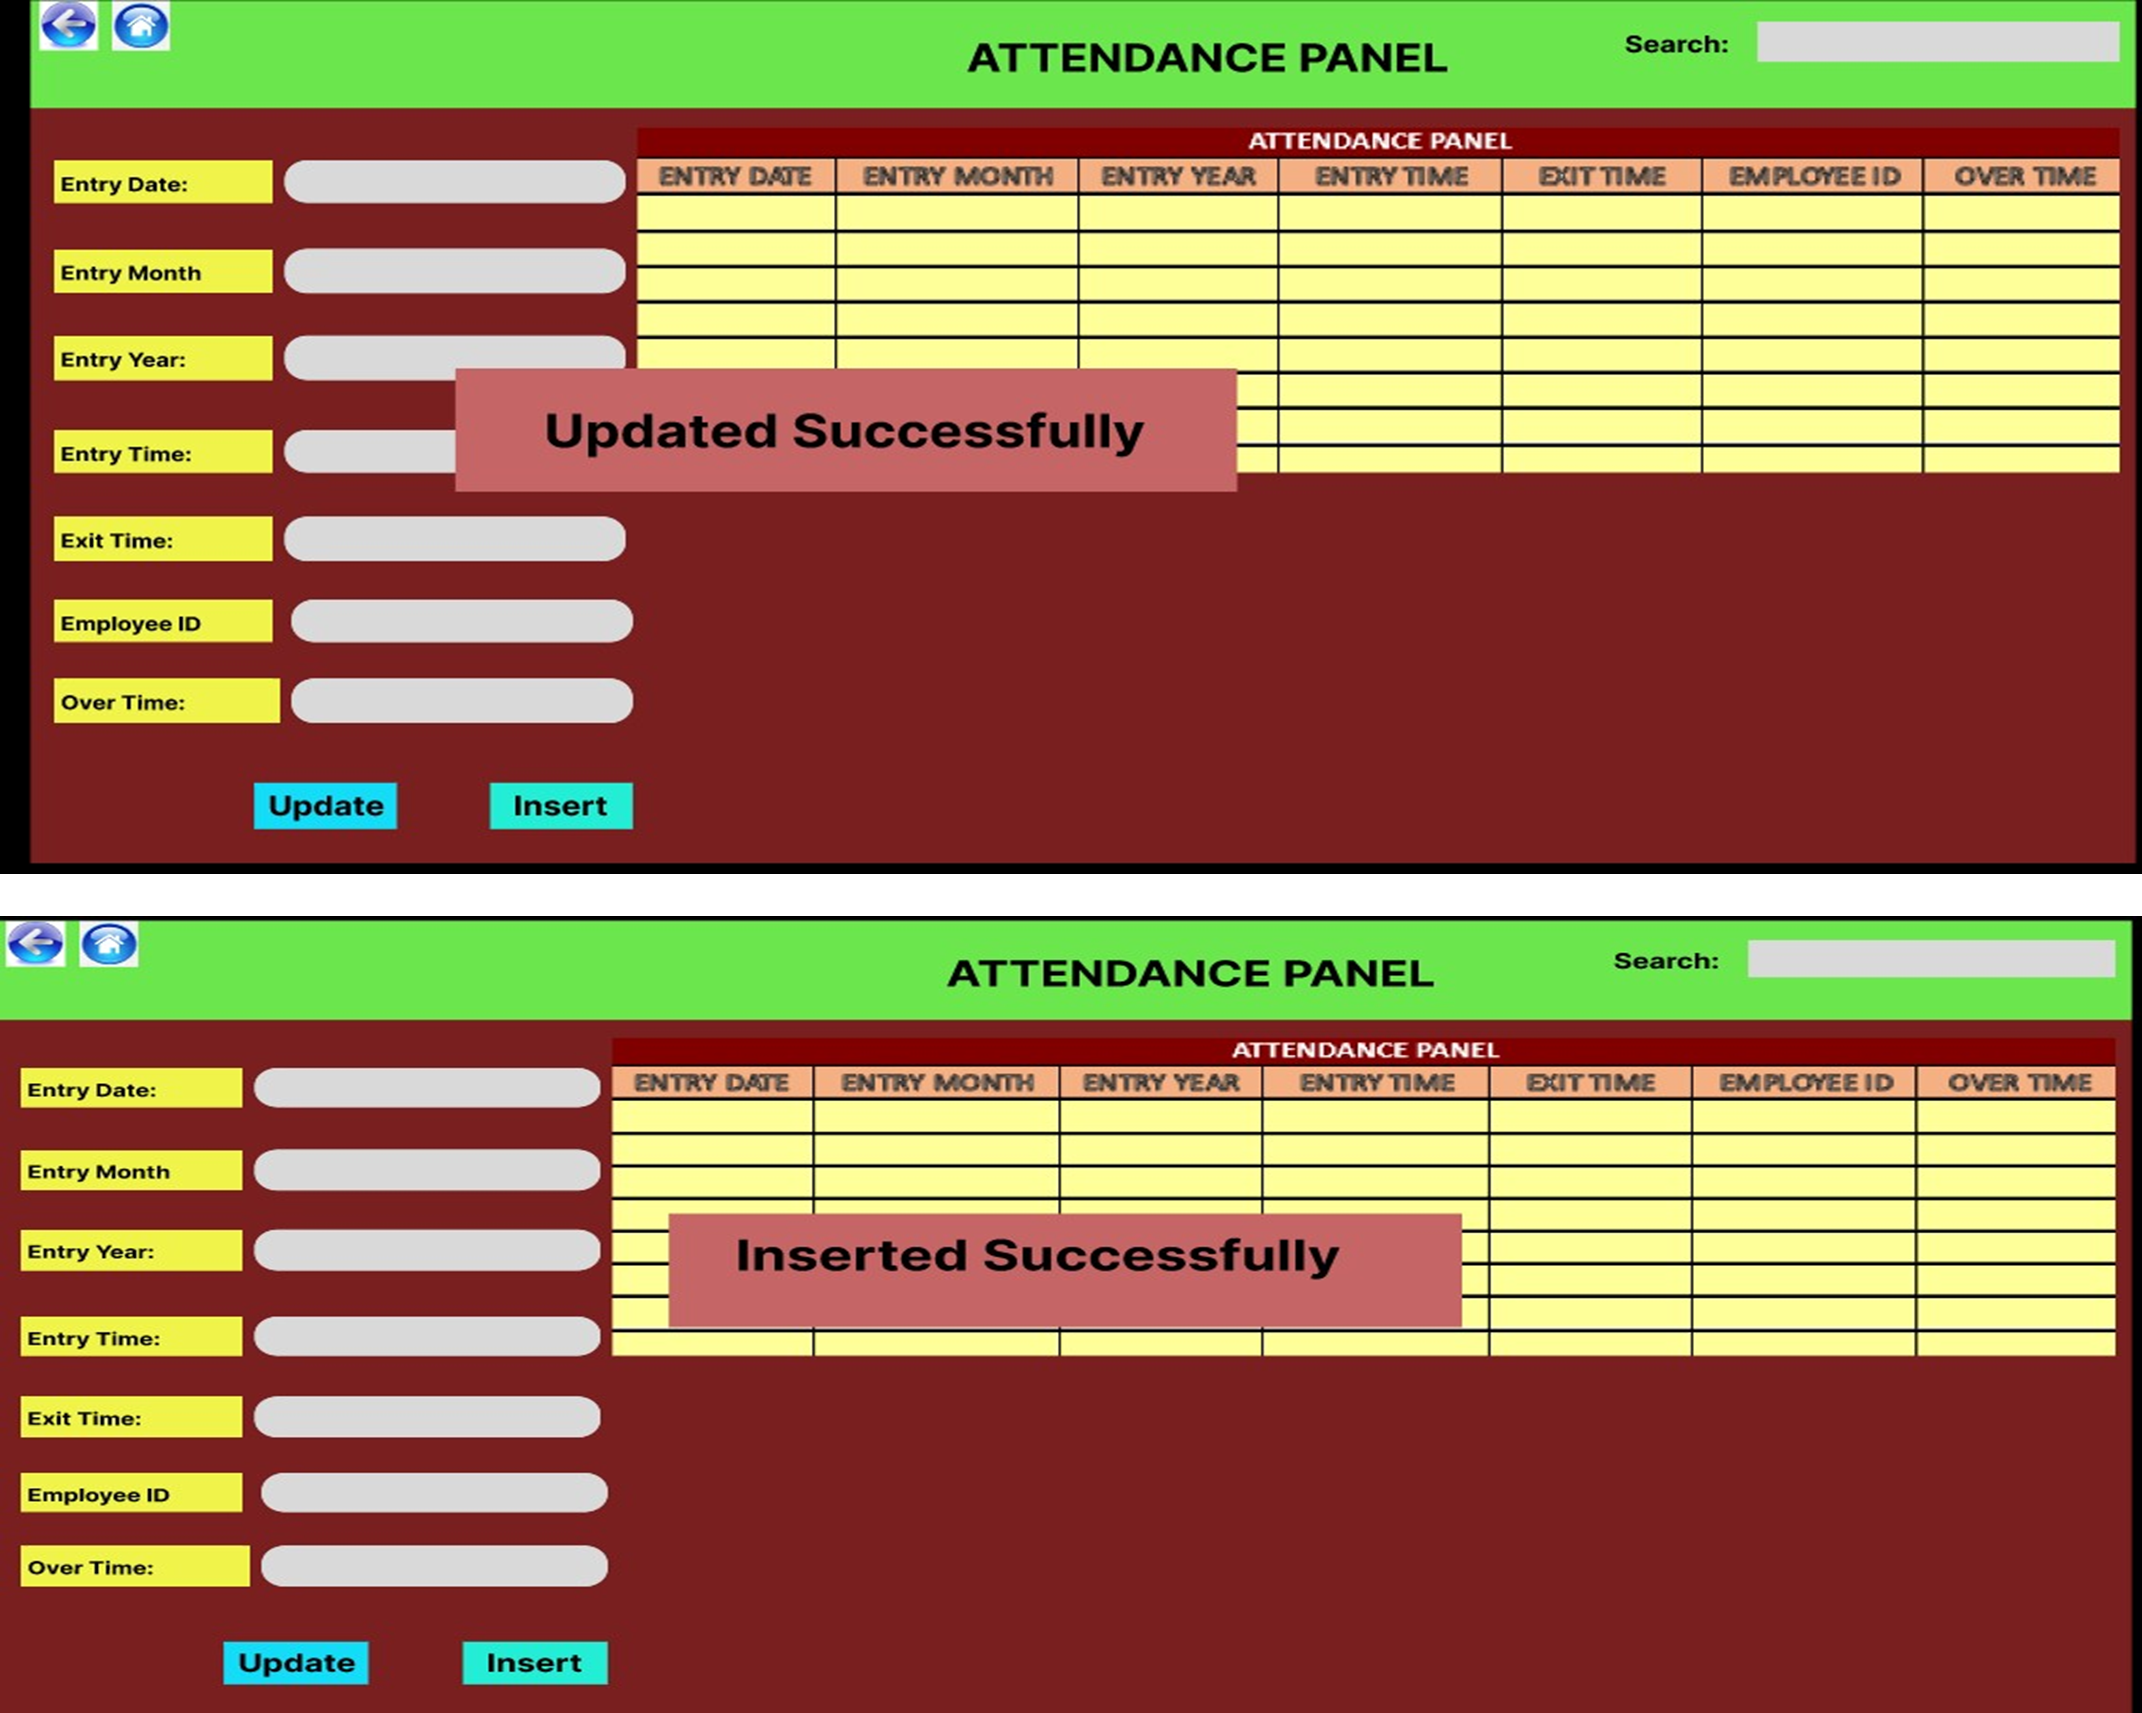 ATTENDANCE PANEL
Search:
ATTENDANCE PANEL
ENTRY DATE ENTRY MONTH ENTRY YEAR ENTRY TIME EXIT TIME EMPLOYEE ID OVER TIME
Entry Date:
Entry Month
Entry Year:
Updated Successfully
Entry Time:
Exit Time:
Employee ID
Over Time:
Update Insert
ATTENDANCE PANEL
Search:
ATTENDANCE PANEL
ENTRY DATE ENTRY MONTH ENTRY YEAR ENTRY TIME EXIT TIME EMPLOYEE ID OVER TIME
Entry Date:
Entry Month
Entry Year:
Inserted Successfully
Entry Time:
Exit Time:
Employee ID
Over Time:
Update Insert